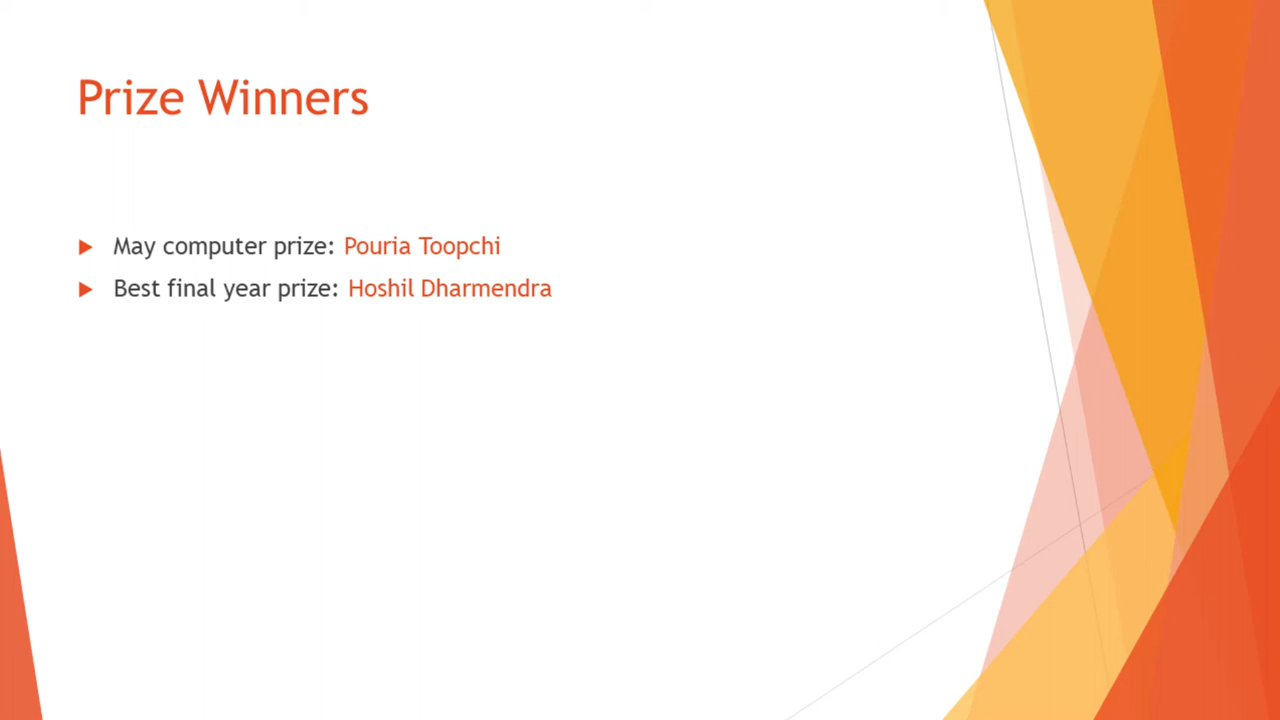 Prize Winners
May computer prize: Pouria Toopchi
Best final year prize: Hoshil Dharmendra